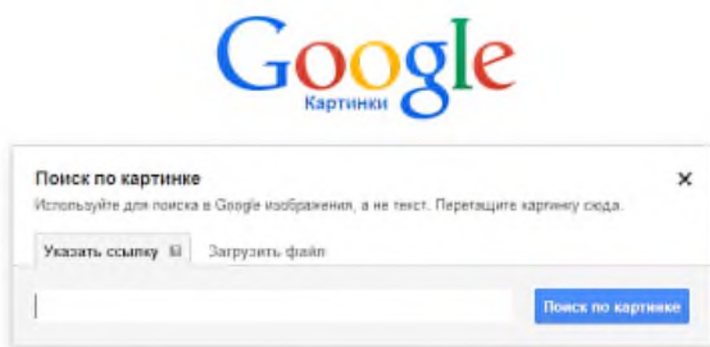 Google
Картинки
Поиск по картинке
Используйте для поиска в Google изображения, а не текст. Перетащите картинку сюда.
Указать ссылку Загрузить файл
Поиск по картинке